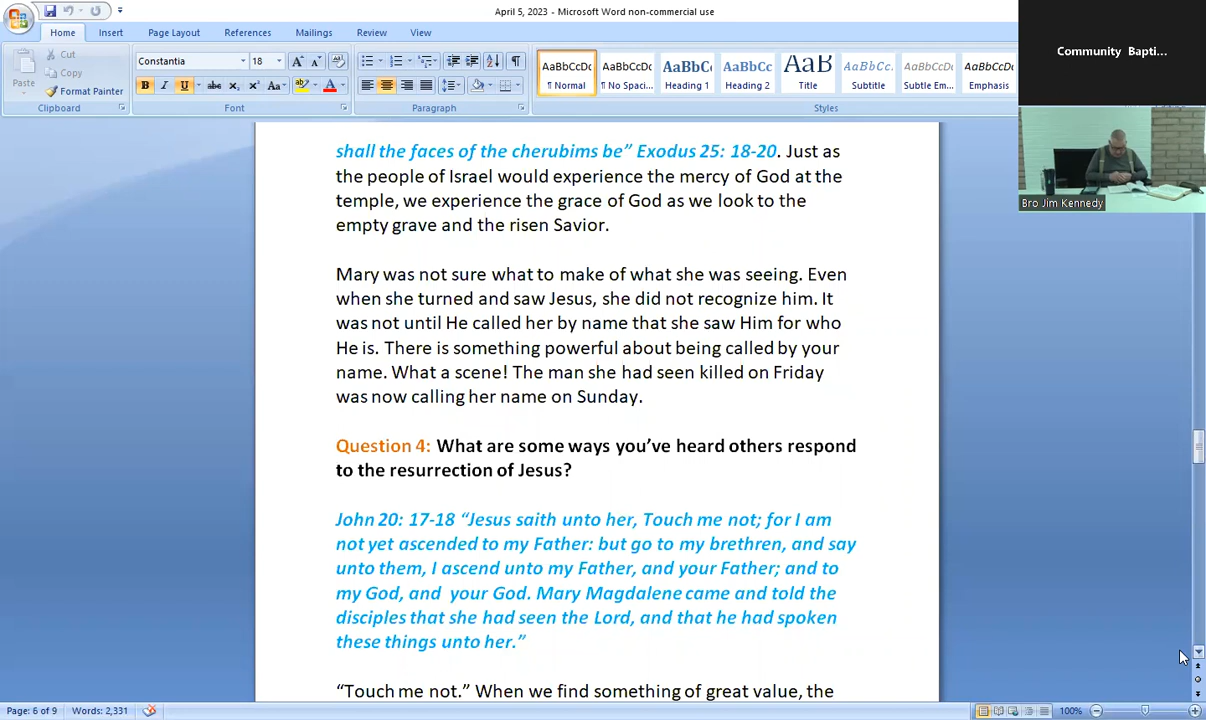 April 5, 2023 - Microsoft Word non-commercial use
Home Insert Page Layout References Mailings Review View
Paste Cut Copy Format Painter
Clipboard
Constantia 18
Font
Paragraph
AaBbCcDc ¶ Normal
AaBbCcDc ¶ No Spaci...
AaBbCc Heading 1
AaBbCc Heading 2
AaB Title
AaBbCc. Subtitle
AaBbCcDc Subtle Em...
AaBbCcDc Emphasis
Styles
Community Bapti...
Bro Jim Kennedy
shall the faces of the cherubims be” Exodus 25: 18-20. Just as
the people of Israel would experience the mercy of God at the
temple, we experience the grace of God as we look to the
empty grave and the risen Savior.
Mary was not sure what to make of what she was seeing. Even
when she turned and saw Jesus, she did not recognize him. It
was not until He called her by name that she saw Him for who
He is. There is something powerful about being called by your
name. What a scene! The man she had seen killed on Friday
was now calling her name on Sunday.
Question 4: What are some ways you’ve heard others respond
to the resurrection of Jesus?
John 20: 17-18 “Jesus saith unto her, Touch me not; for I am
not yet ascended to my Father: but go to my brethren, and say
unto them, I ascend unto my Father, and your Father; and to
my God, and your God. Mary Magdalene came and told the
disciples that she had seen the Lord, and that he had spoken
these things unto her.”
“Touch me not.” When we find something of great value, the
Page: 6 of 9 Words: 2,331
100%